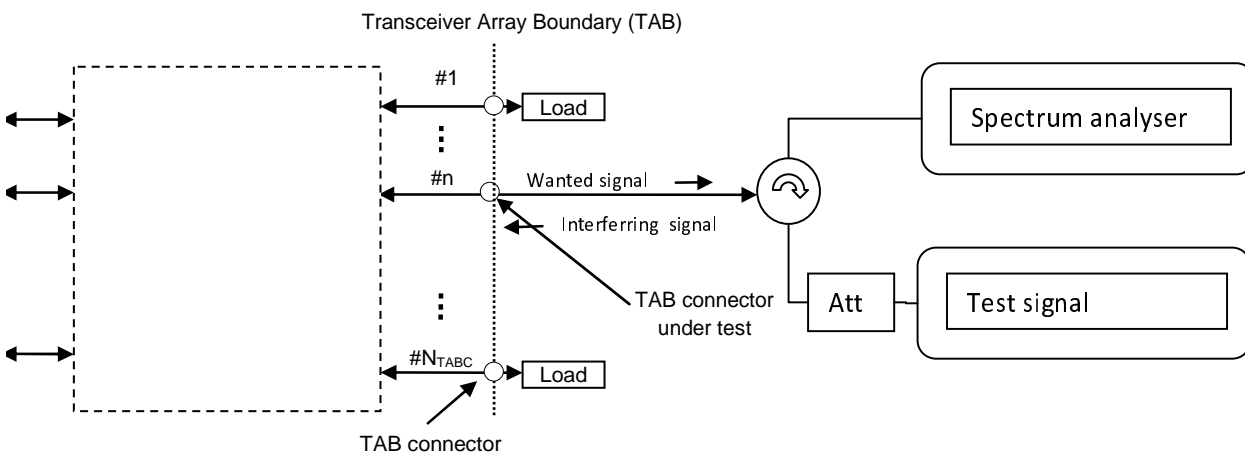 Transceiver Array Boundary (TAB)
#1
Load
Spectrum analyser
#n
Wanted signal
Interferring signal
TAB connector
under test
Att
Test signal
#NTABC
Load
TAB connector